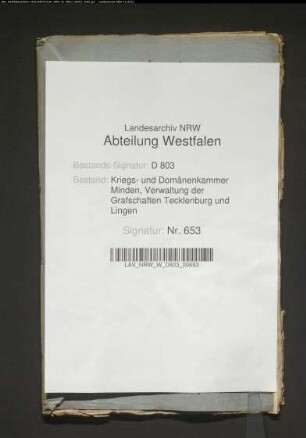 Landesarchiv NRW
Abteilung Westfalen
Bestands-Signatur: D 803
Bestand: Kriegs- und Domänenkammer
Minden, Verwaltung der
Grafschaften Tecklenburg und
Lingen
Signatur: Nr. 653
LAV_NRW_W_D803_00653